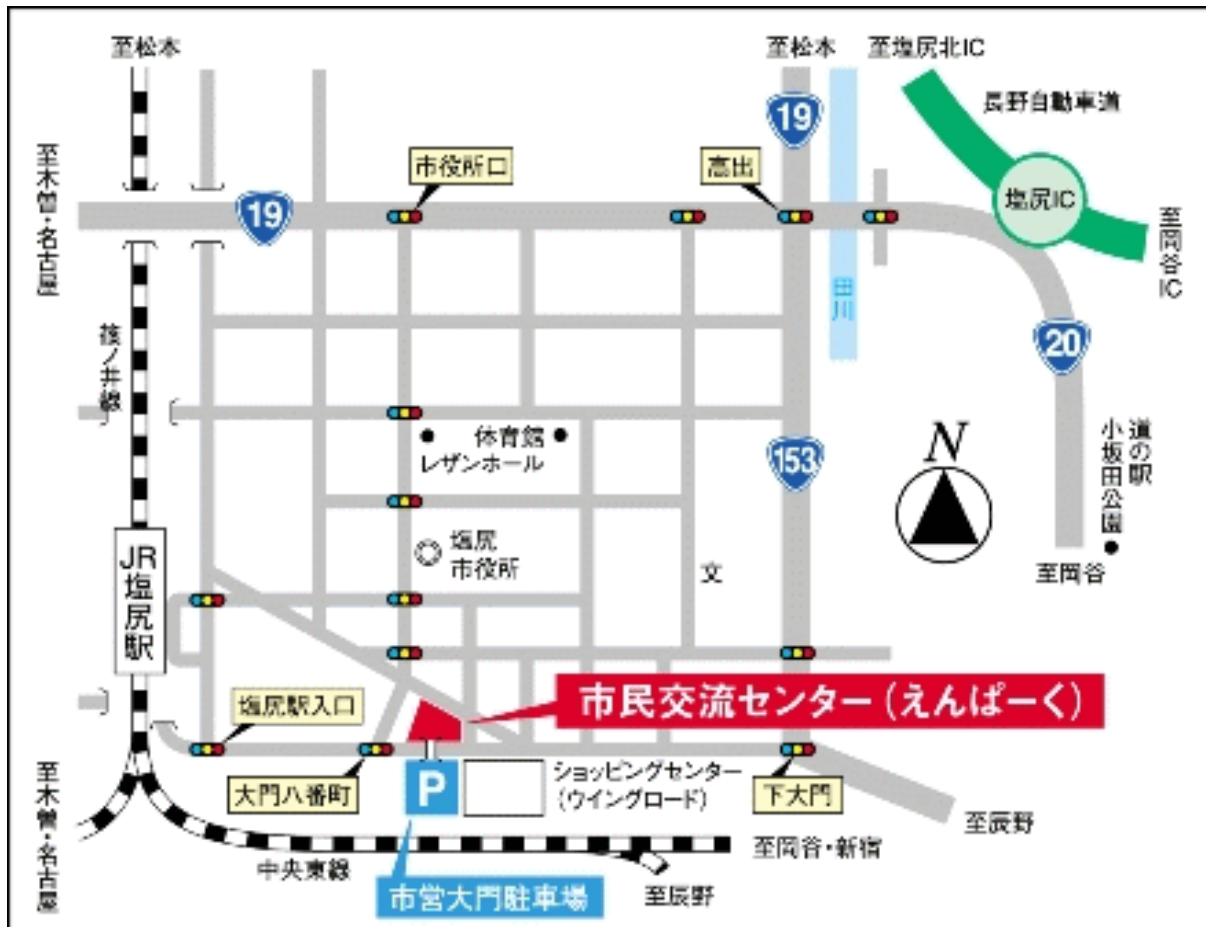 至松本
至松本
至塩尻北IC
長野自動車道
19
至木曽・名古屋
市役所口
高出
19
塩尻IC
至岡谷IC
田川
篠ノ井線
20
体育館
レザンホール
153
N
道の駅
小坂田公園
塩尻
市役所
文
至岡谷
JR塩尻駅
市民交流センター(えんぱーく)
塩尻駅入口
大門八番町
P
ショッピングセンター
(ウイングロード)
下大門
至辰野
至木曽・名古屋
中央東線
至岡谷・新宿
市営大門駐車場
至辰野